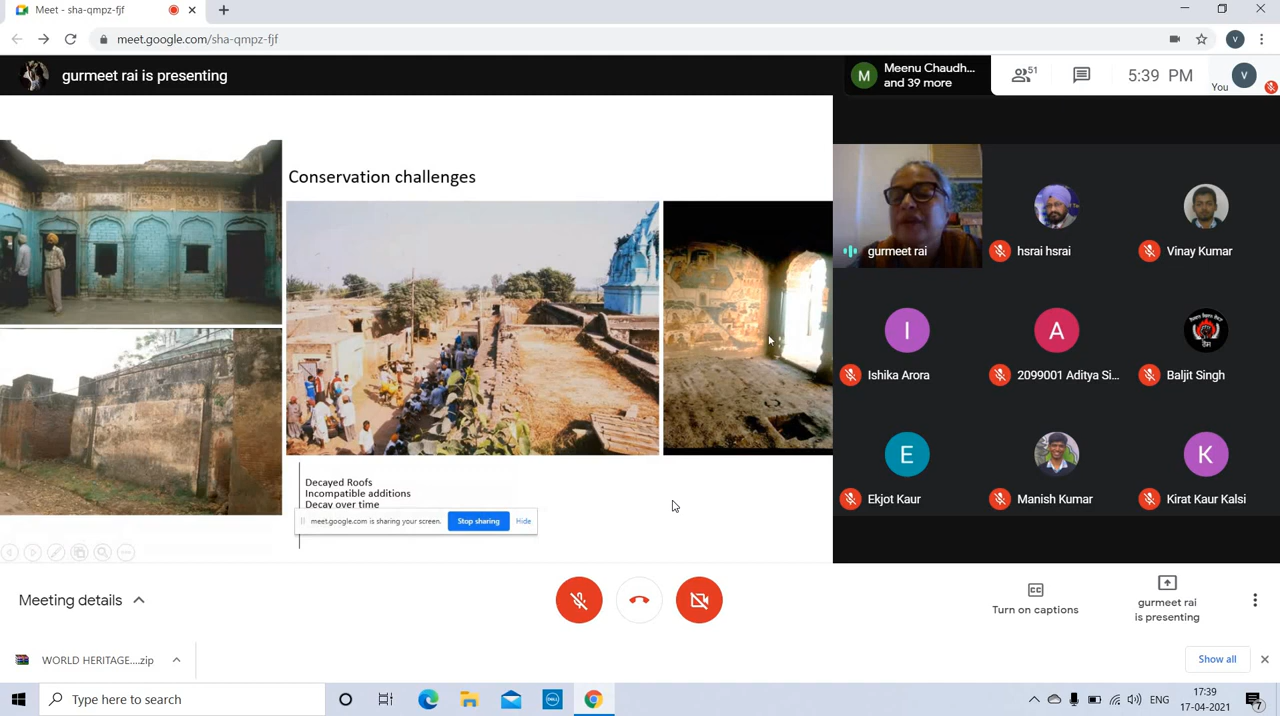 Meet - sha-qmpz-fjf
meet.google.com/sha-qmpz-fjf
V
gurmeet rai is presenting
M
Meenu Chaudh...
and 39 more
51
5:39 PM
You
V
Conservation challenges
Decayed Roofs
Incompatible additions
Decay over time
meet.google.com is sharing your screen.
Stop sharing
Hide
gurmeet rai
hsrai hsrai
Vinay Kumar
I
A
Ishika Arora
2099001 Aditya Si...
Baljit Singh
E
K
Ekjot Kaur
Manish Kumar
Kirat Kaur Kalsi
Meeting details
CC
Turn on captions
gurmeet rai
is presenting
WORLD HERITAGE....zip
Show all
Type here to search
DELL
ENG
17:39
17-04-2021
7